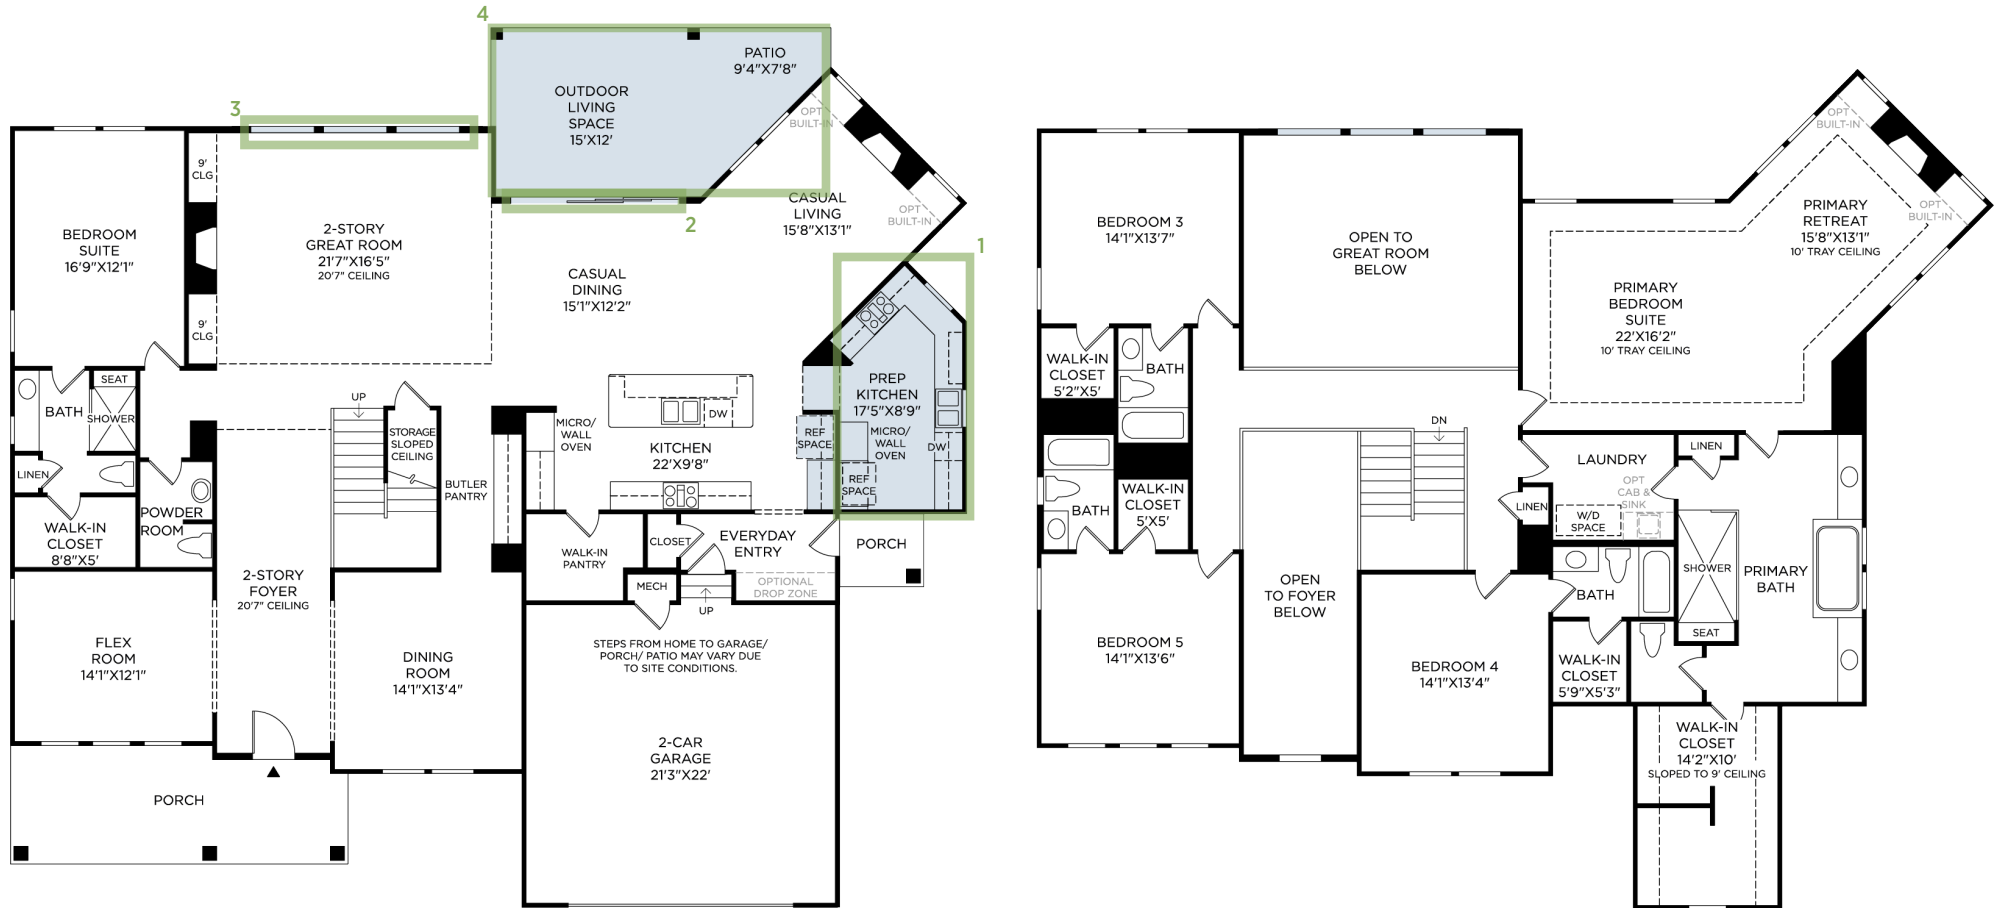 4
PATIO
9'4"X7'8"
OUTDOOR
LIVING
SPACE
15'X12'
3
OPT
BUILT-IN
9'
CLG
CASUAL
LIVING
15'8"X13'1"
OPT
BUILT-IN
2
BEDROOM
SUITE
16'9"X12'1"
2-STORY
GREAT ROOM
21'7"X16'5"
20'7" CEILING
1
CASUAL
DINING
15'1"X12'2"
9'
CLG
SEAT
BATH
SHOWER
LINEN
UP
STORAGE
SLOPED
CEILING
MICRO/
WALL
OVEN
DW
KITCHEN
22'X9'8"
REF
SPACE
PREP
KITCHEN
17'5"X8'9"
MICRO/
WALL
OVEN
DW
REF
SPACE
BUTLER
PANTRY
POWDER
ROOM
WALK-IN
CLOSET
8'8"X5'
WALK-IN
PANTRY
CLOSET
EVERYDAY
ENTRY
PORCH
MECH
OPTIONAL
DROP ZONE
UP
2-STORY
FOYER
20'7" CEILING
FLEX
ROOM
14'1"X12'1"
DINING
ROOM
14'1"X13'4"
STEPS FROM HOME TO GARAGE/
PORCH/ PATIO MAY VARY DUE
TO SITE CONDITIONS.
2-CAR
GARAGE
21'3"X22'
PORCH
OPT
BUILT-IN
PRIMARY
RETREAT
15'8"X13'1"
10' TRAY CEILING
OPT
BUILT-IN
BEDROOM 3
14'1"X13'7"
OPEN TO
GREAT ROOM
BELOW
PRIMARY
BEDROOM
SUITE
22'X16'2"
10' TRAY CEILING
WALK-IN
CLOSET
5'2"X5'
BATH
DN
LINEN
LAUNDRY
OPT
CAB &
SINK
W/D
SPACE
LINEN
BATH
WALK-IN
CLOSET
5'X5'
OPEN
TO FOYER
BELOW
SHOWER
PRIMARY
BATH
BATH
SEAT
BEDROOM 5
14'1"X13'6"
BEDROOM 4
14'1"X13'4"
WALK-IN
CLOSET
5'9"X5'3"
WALK-IN
CLOSET
14'2"X10'
SLOPED TO 9' CEILING